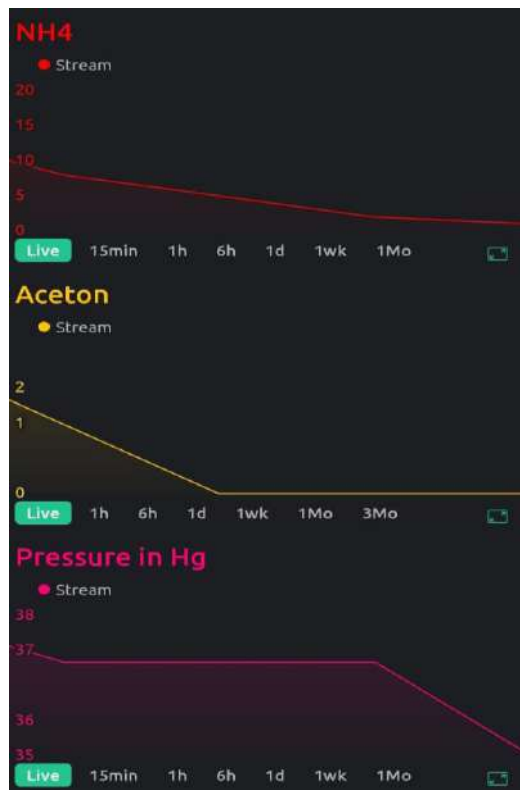 NH4
Stream
20
15
10
5
0
Live 15min 1h 6h 1d 1wk 1Mo
Aceton
Stream
2
1
0
Live 1h 6h 1d 1wk 1Mo 3Mo
Pressure in Hg
Stream
38
37
36
35
Live 15min 1h 6h 1d 1wk 1Mo